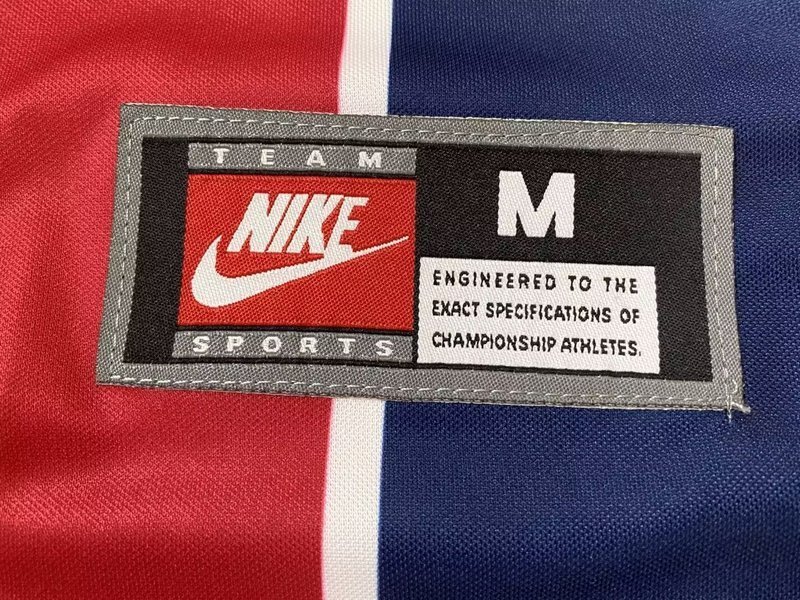 TEAM
NIKE
SPORTS
M
ENGINEERED TO THE
EXACT SPECIFICATIONS OF
CHAMPIONSHIP ATHLETES.